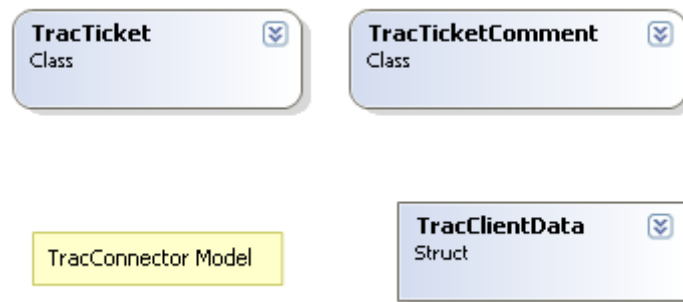 TracTicket
Class
TracTicketComment
Class
TracConnector Model
TracClientData
Struct